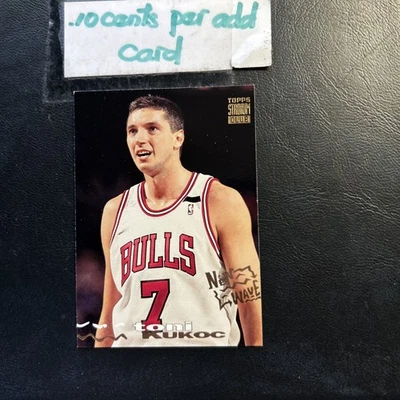 .10 cents per add
card
TOPPS
STADIUM
CLUB
BULLS
7
NEW
WAVE
toni
KUKOC